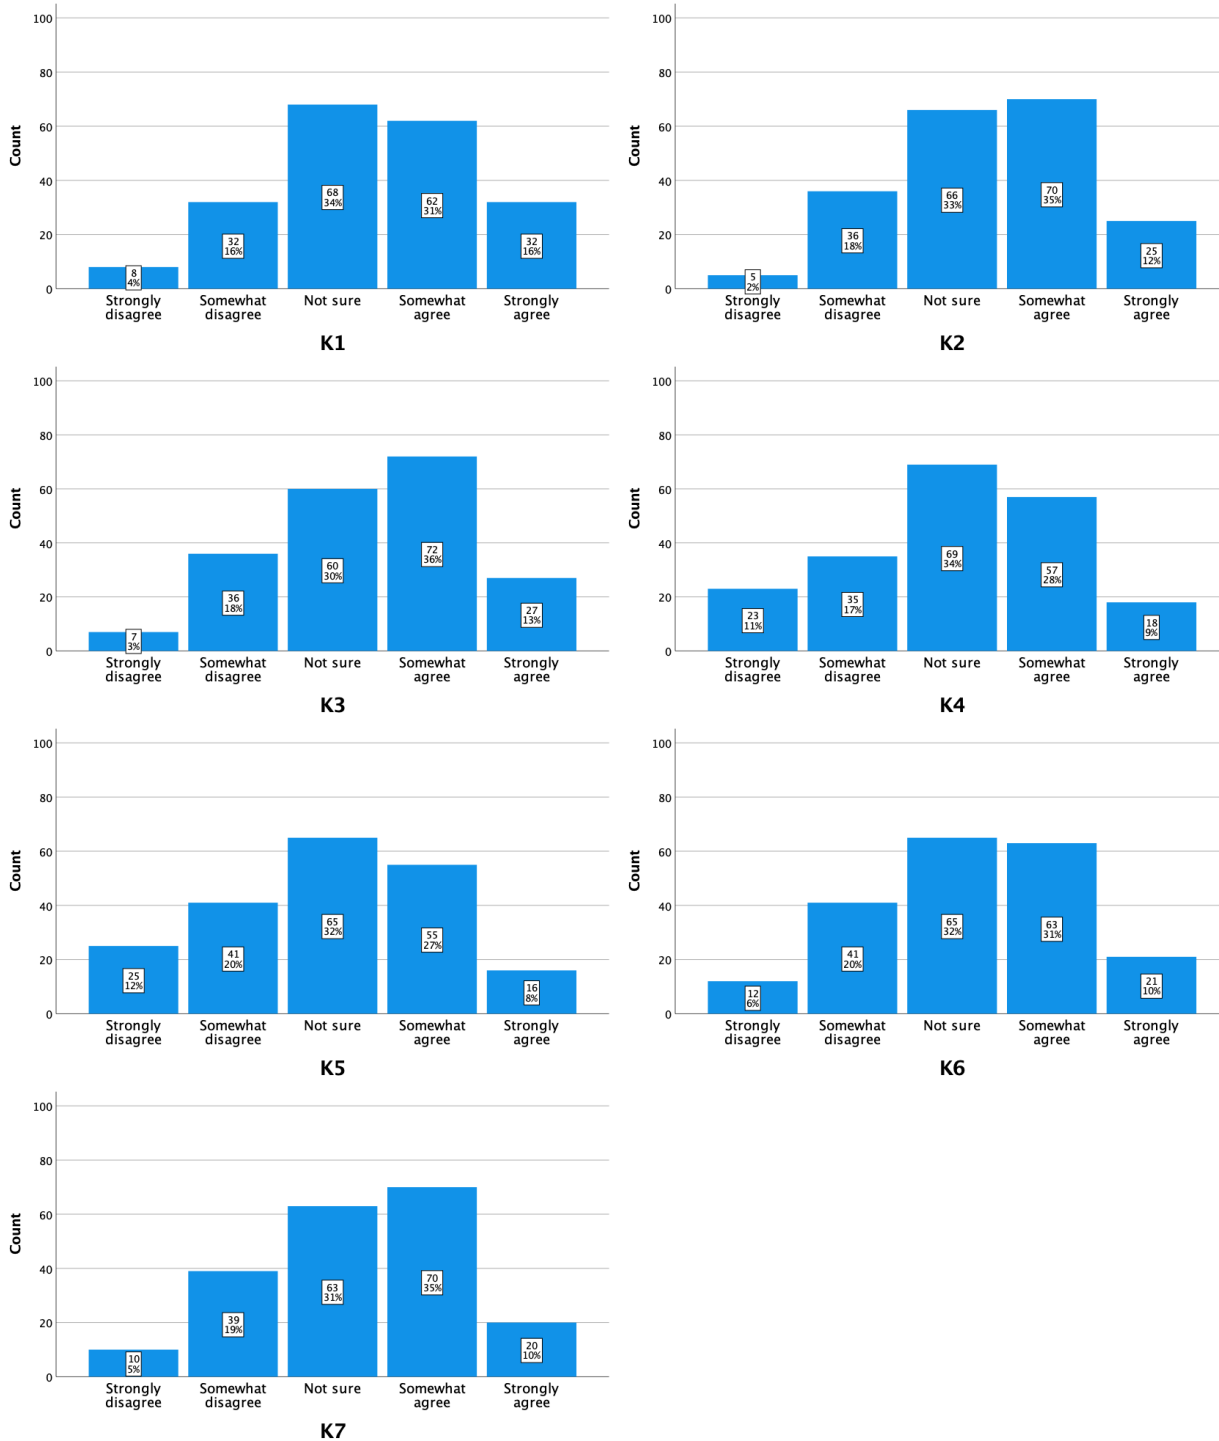 100
80
60
40
20
0
Count
8
4%
32
16%
68
34%
62
31%
32
16%
Strongly disagree
Somewhat disagree
Not sure
Somewhat agree
Strongly agree
K1
100
80
60
40
20
0
Count
5
2%
36
18%
66
33%
70
35%
25
12%
Strongly disagree
Somewhat disagree
Not sure
Somewhat agree
Strongly agree
K2
100
80
60
40
20
0
Count
7
3%
36
18%
60
30%
72
36%
27
13%
Strongly disagree
Somewhat disagree
Not sure
Somewhat agree
Strongly agree
K3
100
80
60
40
20
0
Count
23
11%
35
17%
69
34%
57
28%
18
9%
Strongly disagree
Somewhat disagree
Not sure
Somewhat agree
Strongly agree
K4
100
80
60
40
20
0
Count
25
12%
41
20%
65
32%
55
27%
16
8%
Strongly disagree
Somewhat disagree
Not sure
Somewhat agree
Strongly agree
K5
100
80
60
40
20
0
Count
12
6%
41
20%
65
32%
63
31%
21
10%
Strongly disagree
Somewhat disagree
Not sure
Somewhat agree
Strongly agree
K6
100
80
60
40
20
0
Count
10
5%
39
19%
63
31%
70
35%
20
10%
Strongly disagree
Somewhat disagree
Not sure
Somewhat agree
Strongly agree
K7